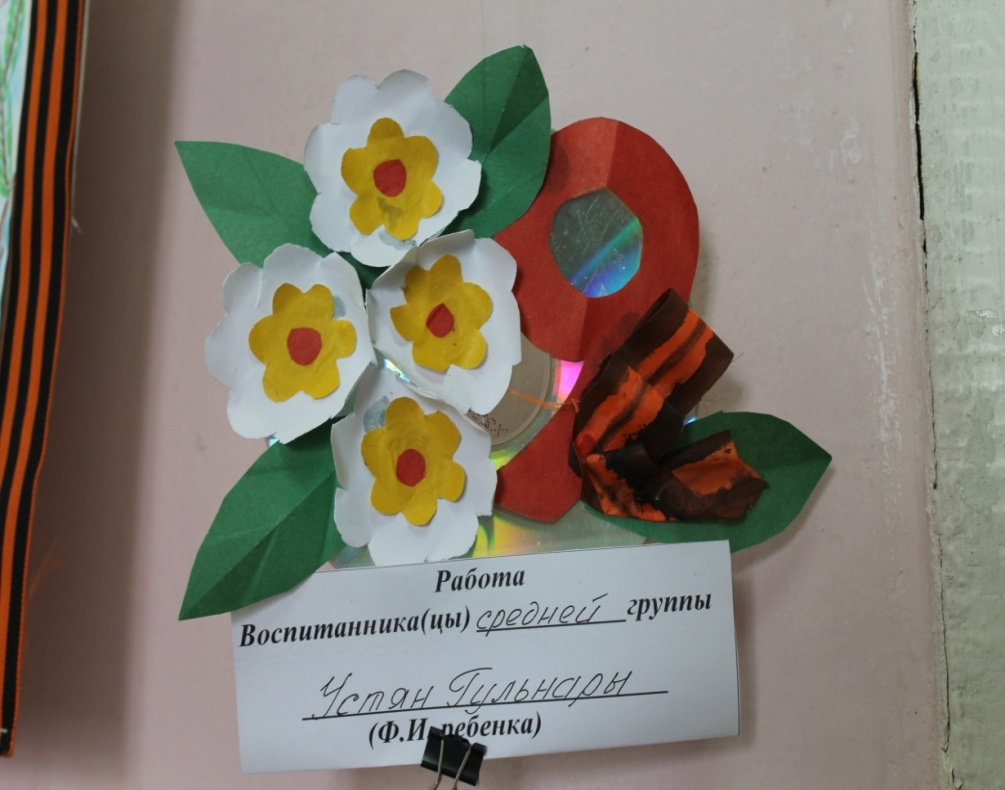 Работа
Воспитанника(цы) средней группы
Устян Гульнары
(Ф.И. ребенка)